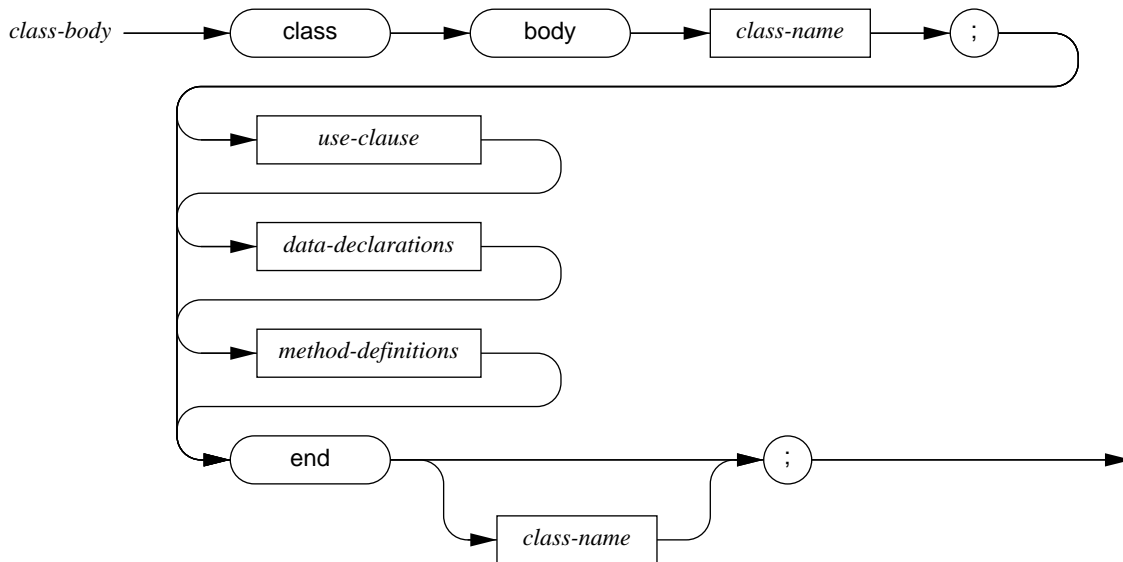 class-body class body class-name ;
use-clause
data-declarations
method-definitions
end ;
class-name